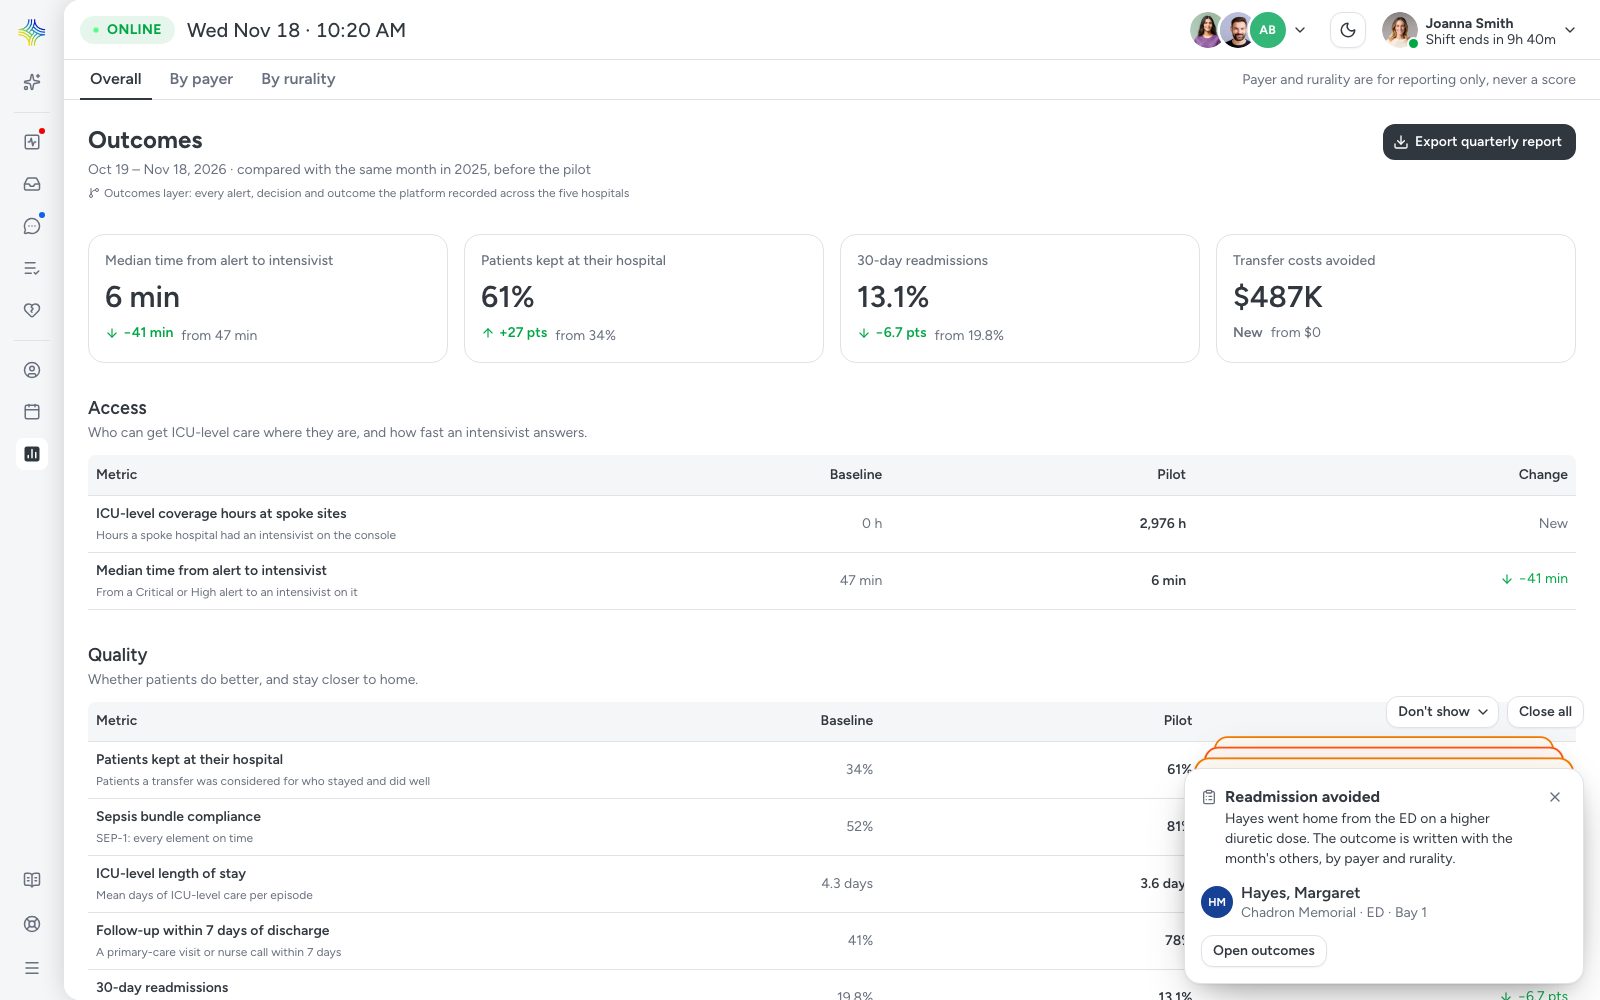 ONLINE Wed Nov 18 · 10:20 AM
AB
Joanna Smith
Shift ends in 9h 40m
Overall By payer By rurality
Payer and rurality are for reporting only, never a score
Outcomes
Export quarterly report
Oct 19 – Nov 18, 2026 · compared with the same month in 2025, before the pilot
Outcomes layer: every alert, decision and outcome the platform recorded across the five hospitals
Median time from alert to intensivist
6 min
−41 min from 47 min
Patients kept at their hospital
61%
+27 pts from 34%
30-day readmissions
13.1%
−6.7 pts from 19.8%
Transfer costs avoided
$487K
New from $0
Access
Who can get ICU-level care where they are, and how fast an intensivist answers.
Metric Baseline Pilot Change
ICU-level coverage hours at spoke sites
Hours a spoke hospital had an intensivist on the console
0 h 2,976 h New
Median time from alert to intensivist
From a Critical or High alert to an intensivist on it
47 min 6 min −41 min
Quality
Whether patients do better, and stay closer to home.
Metric Baseline Pilot
Patients kept at their hospital
Patients a transfer was considered for who stayed and did well
34% 61%
Sepsis bundle compliance
SEP-1: every element on time
52% 81%
ICU-level length of stay
Mean days of ICU-level care per episode
4.3 days 3.6 day
Follow-up within 7 days of discharge
A primary-care visit or nurse call within 7 days
41% 78%
30-day readmissions
19.8% 13.1% −6.7 pts
Don't show Close all
Readmission avoided
Hayes went home from the ED on a higher
diuretic dose. The outcome is written with the
month's others, by payer and rurality.
HM
Hayes, Margaret
Chadron Memorial · ED · Bay 1
Open outcomes